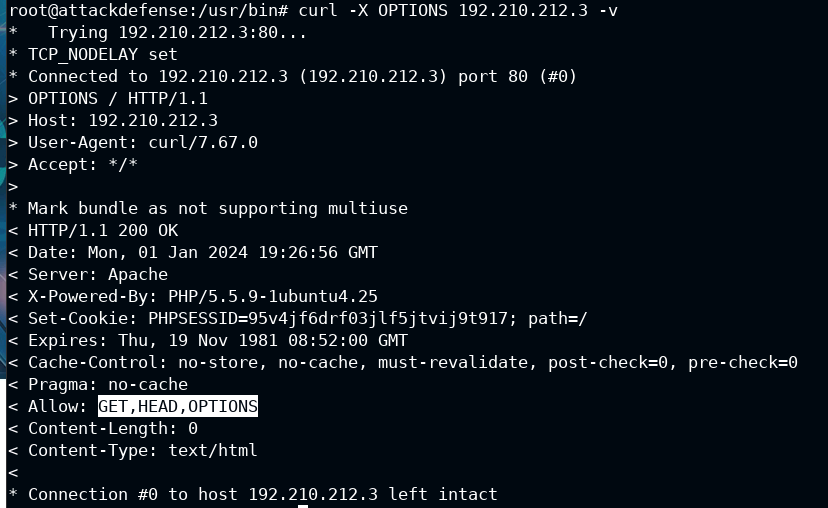 root@attackdefense:/usr/bin# curl -X OPTIONS 192.210.212.3 -v
*   Trying 192.210.212.3:80...
* TCP_NODELAY set
* Connected to 192.210.212.3 (192.210.212.3) port 80 (#0)
> OPTIONS / HTTP/1.1
> Host: 192.210.212.3
> User-Agent: curl/7.67.0
> Accept: */*
>
* Mark bundle as not supporting multiuse
< HTTP/1.1 200 OK
< Date: Mon, 01 Jan 2024 19:26:56 GMT
< Server: Apache
< X-Powered-By: PHP/5.5.9-1ubuntu4.25
< Set-Cookie: PHPSESSID=95v4jf6drf03jlf5jtvij9t917; path=/
< Expires: Thu, 19 Nov 1981 08:52:00 GMT
< Cache-Control: no-store, no-cache, must-revalidate, post-check=0, pre-check=0
< Pragma: no-cache
< Allow: GET,HEAD,OPTIONS
< Content-Length: 0
< Content-Type: text/html
<
* Connection #0 to host 192.210.212.3 left intact